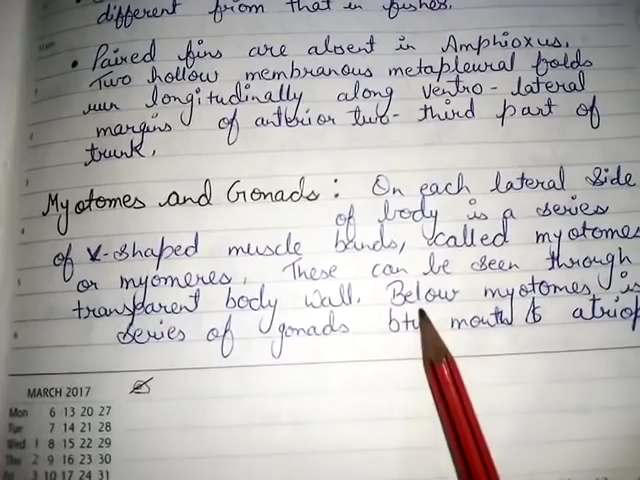 different from that in fishes.
• Paired fins are absent in Amphioxus.
Two hollow membranous metapleural folds
run longitudinally along ventro-lateral
margins of anterior two-third part of
trunk.
Myotomes and Gonads : On each lateral side
of body is a series
of V-shaped muscle bands, called myotomes
or myomeres. These can be seen through
transparent body wall. Below myotomes is
series of gonads btw mouth & atriop
MARCH 2017
Mon 6 13 20 27
Tue 7 14 21 28
Wed 1 8 15 22 29
Thu 2 9 16 23 30
Fri 3 10 17 24 31